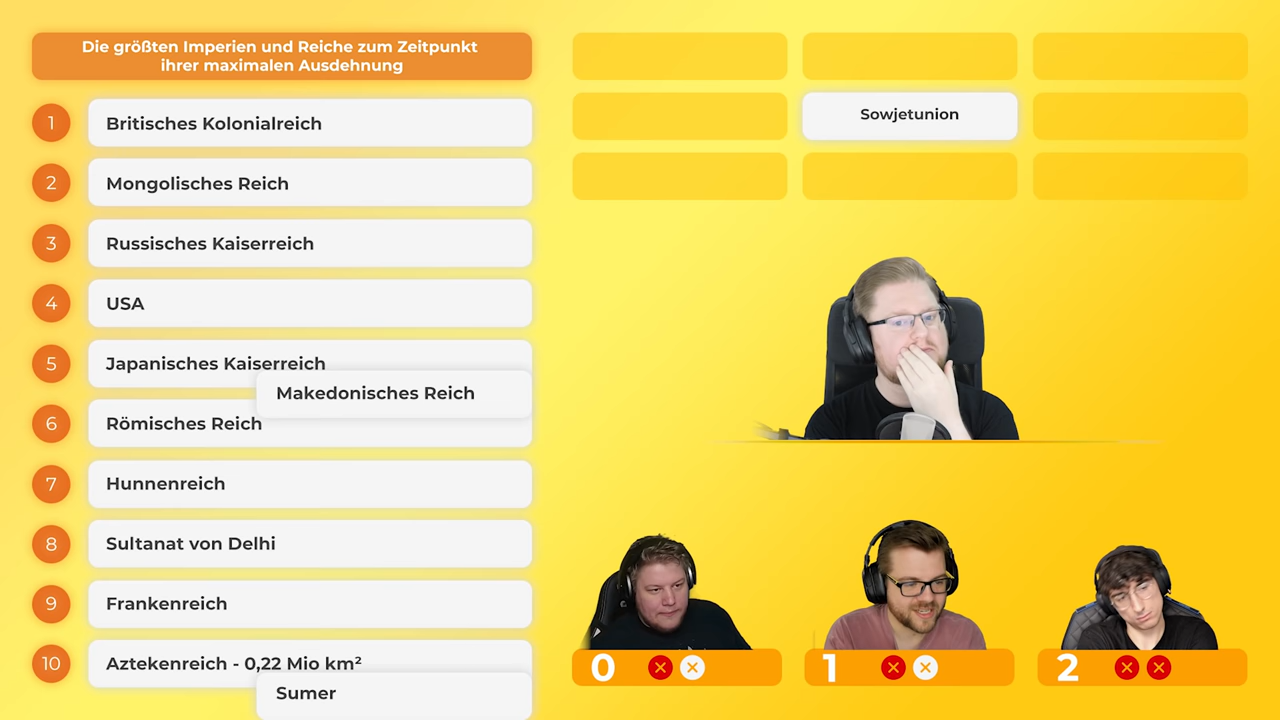 Die größten Imperien und Reiche zum Zeitpunkt
ihrer maximalen Ausdehnung
1 Britisches Kolonialreich
2 Mongolisches Reich
3 Russisches Kaiserreich
4 USA
5 Japanisches Kaiserreich
Makedonisches Reich
6 Römisches Reich
7 Hunnenreich
8 Sultanat von Delhi
9 Frankenreich
10 Aztekenreich - 0,22 Mio km²
Sumer
Sowjetunion
0
1
2